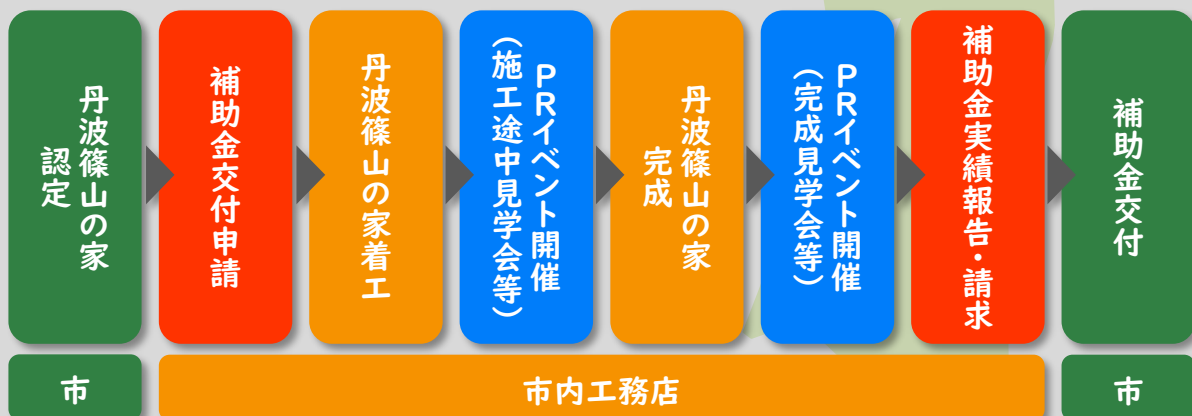 丹波篠山の家
認定
補助金交付申請
丹波篠山の家着工
PRイベント開催
(施工途中見学会等)
丹波篠山の家
完成
PRイベント開催
(完成見学会等)
補助金実績報告・請求
補助金交付
市
市内工務店
市